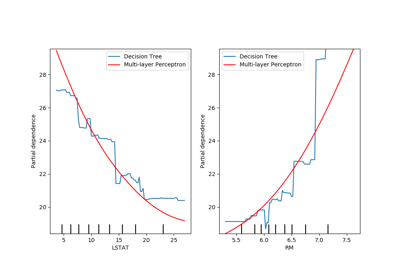 Decision Tree
Multi-layer Perceptron
28
26
24
22
20
Partial dependence
5
10
15
20
25
LSTAT
Decision Tree
Multi-layer Perceptron
28
26
24
22
20
Partial dependence
5.5
6.0
6.5
7.0
7.5
RM